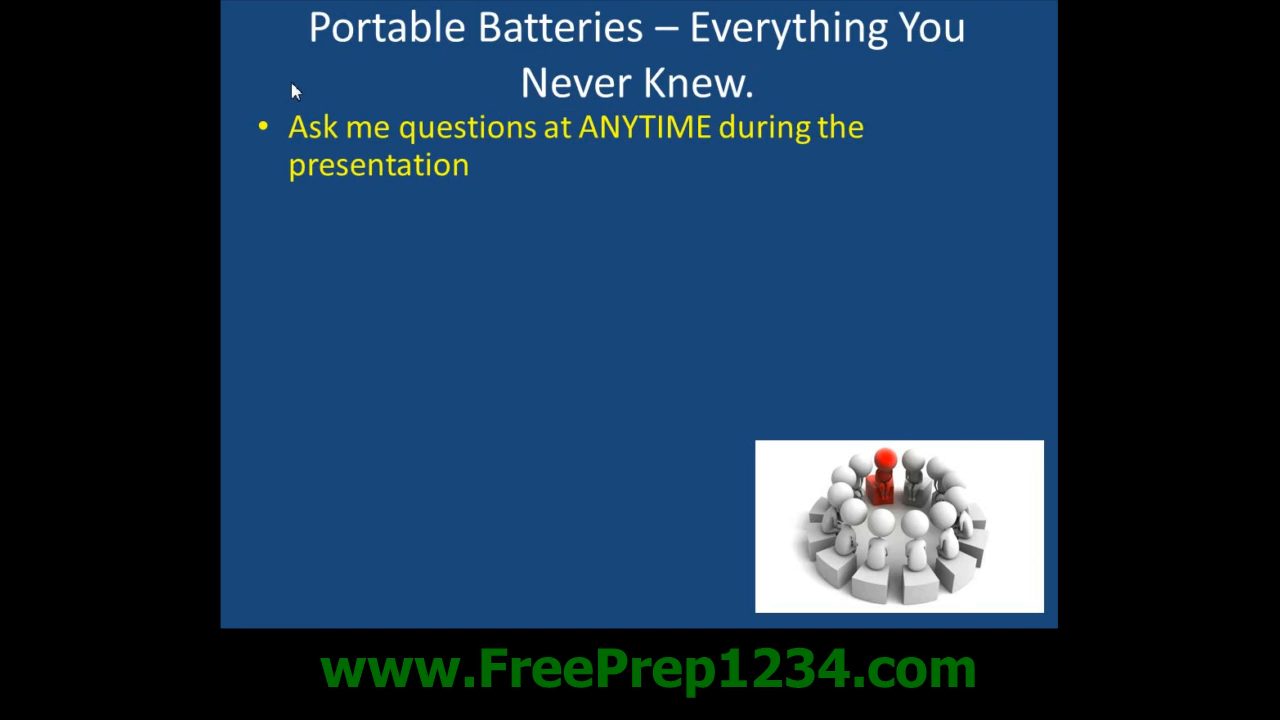 Portable Batteries – Everything You
Never Knew.
• Ask me questions at ANYTIME during the
presentation
www.FreePrep1234.com